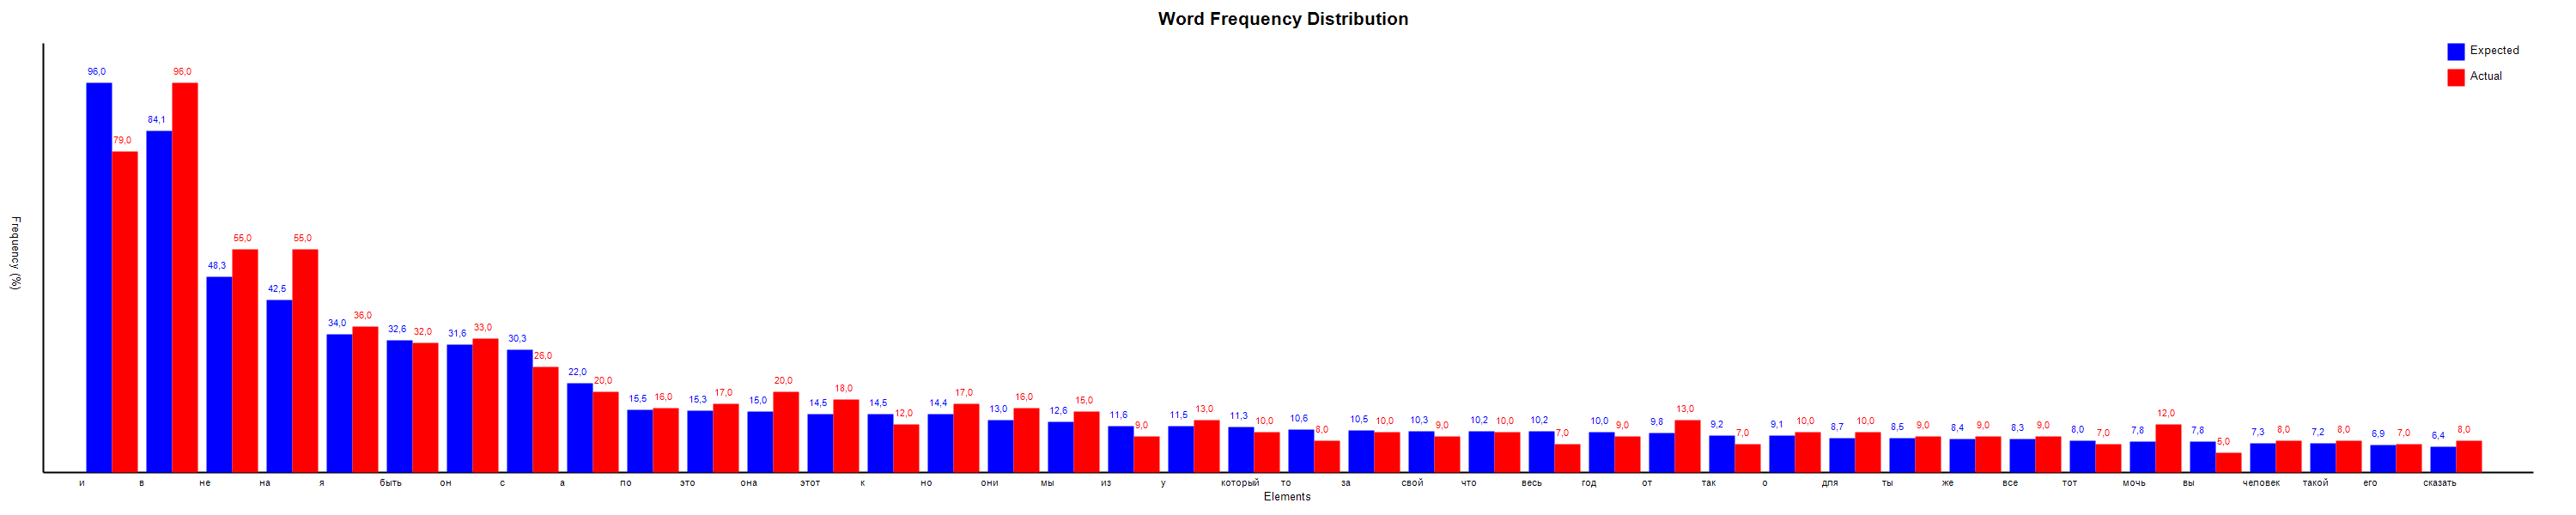 Word Frequency Distribution
Expected
Actual
Frequency (%)
96,0 79,0 84,1 96,0 48,3 55,0 42,5 55,0 34,0 36,0 32,6 32,0 31,6 33,0 30,3 26,0 22,0 20,0 15,5 16,0 15,3 17,0 15,0 20,0 14,5 18,0 14,5 12,0 14,4 17,0 13,0 16,0 12,6 15,0 11,6 9,0 11,5 13,0 11,3 10,0 10,6 8,0 10,5 10,0 10,3 9,0 10,2 10,0 10,2 7,0 10,0 9,0 9,8 13,0 9,2 7,0 9,1 10,0 8,7 10,0 8,5 9,0 8,4 9,0 8,3 9,0 8,0 7,0 7,8 12,0 7,8 5,0 7,3 8,0 7,2 8,0 6,9 7,0 6,4 8,0
и в не на я быть он с а по это она этот к но они мы из у который то за свой что весь год от так о для ты же все тот мочь вы человек такой его сказать
Elements